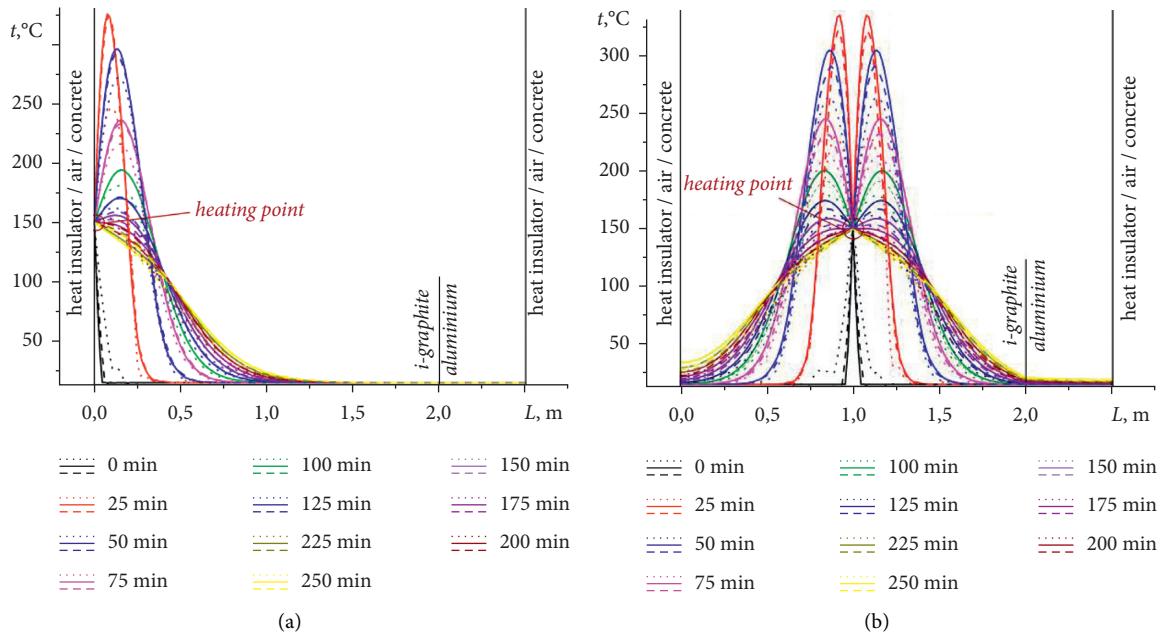 t,°C
300
250
200
150
100
50
heat insulator / air / concrete
heating point
i-graphite
aluminium
heat insulator / air / concrete
0,0 0,5 1,0 1,5 2,0 L, m
0 min 100 min 150 min
25 min 125 min 175 min
50 min 225 min 200 min
75 min 250 min
(a)
t,°C
300
250
200
150
100
50
heat insulator / air / concrete
heating point
i-graphite
aluminium
heat insulator / air / concrete
0,0 0,5 1,0 1,5 2,0 L, m
0 min 100 min 150 min
25 min 125 min 175 min
50 min 225 min 200 min
75 min 250 min
(b)